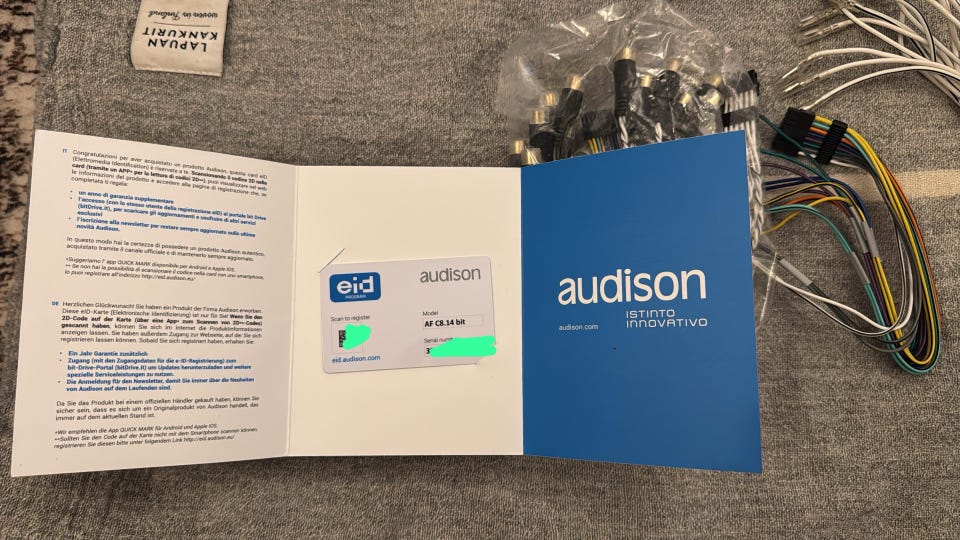 LAPUAN
KANKURIT
woven in Finland
IT Congratulazioni per aver acquistato un prodotto Audison, questa card eID
(Elettromedia Identification) è riservata a te. Scansionando il codice 2D nella
card (tramite un APP• per la lettura di codici 2D••), puoi visualizzare nel web
le informazioni del prodotto e accedere alla pagina di registrazione che, se
completata ti regala:
• un anno di garanzia supplementare
• l'accesso (con lo stesso utente della registrazione eID) al portale bit Drive
(bitDrive.it), per scaricare gli aggiornamenti e usufruire di altri servizi
esclusivi
• l'iscrizione alla newsletter per restare sempre aggiornato sulle ultime
novità di Audison.
In questo modo hai la certezza di possedere un prodotto Audison autentico,
acquistato tramite il canale ufficiale e di mantenerlo sempre aggiornato.
•Suggeriamo l' app QUICK MARK disponibile per Android e Apple iOS.
•• Se non hai la possibilità di scansionare il codice nella card con uno smartphone,
lo puoi registrare all'indirizzo http://eid.audison.eu/
DE Herzlichen Glückwunsch! Sie haben ein Produkt der Firma Audison erworben.
Diese eID-Karte (Elektronische Identifizierung) ist nur für Sie! Wenn Sie den
2D-Code auf der Karte (über eine App• zum Scannen von 2D••-Codes)
gescannt haben, können Sie sich im Internet die Produktinformationen
anzeigen lassen. Sie haben außerdem Zugang zur Webseite, auf der Sie sich
registrieren lassen können. Sobald Sie sich registriert haben, erhalten Sie:
• Ein Jahr Garantie zusätzlich
• Zugang (mit den Zugangsdaten für die e-ID-Registrierung) zum
bit-Drive-Portal (bitDrive.it) um Updates herunterzuladen und weitere
spezielle Serviceleistungen zu nutzen.
• Die Anmeldung für den Newsletter, damit Sie immer über die Neuheiten
von Audison auf dem Laufenden sind.
Da Sie das Produkt bei einem offiziellen Händler gekauft haben, können Sie
sicher sein, dass es sich um ein Originalprodukt von Audison handelt, das
immer auf dem aktuellen Stand ist.
•Wir empfehlen die App QUICK MARK für Android und Apple iOS.
••Sollten Sie den Code auf der Karte nicht mit dem Smartphone scannen können,
registrieren Sie diesen bitte unter folgendem Link http://eid.audison.eu/
eid
PROGRAM
audison
Scan to register
eid.audison.com
Model
AF C8.14 bit
Serial number
audison
audison.com
ISTINTO
INNOVATIVO